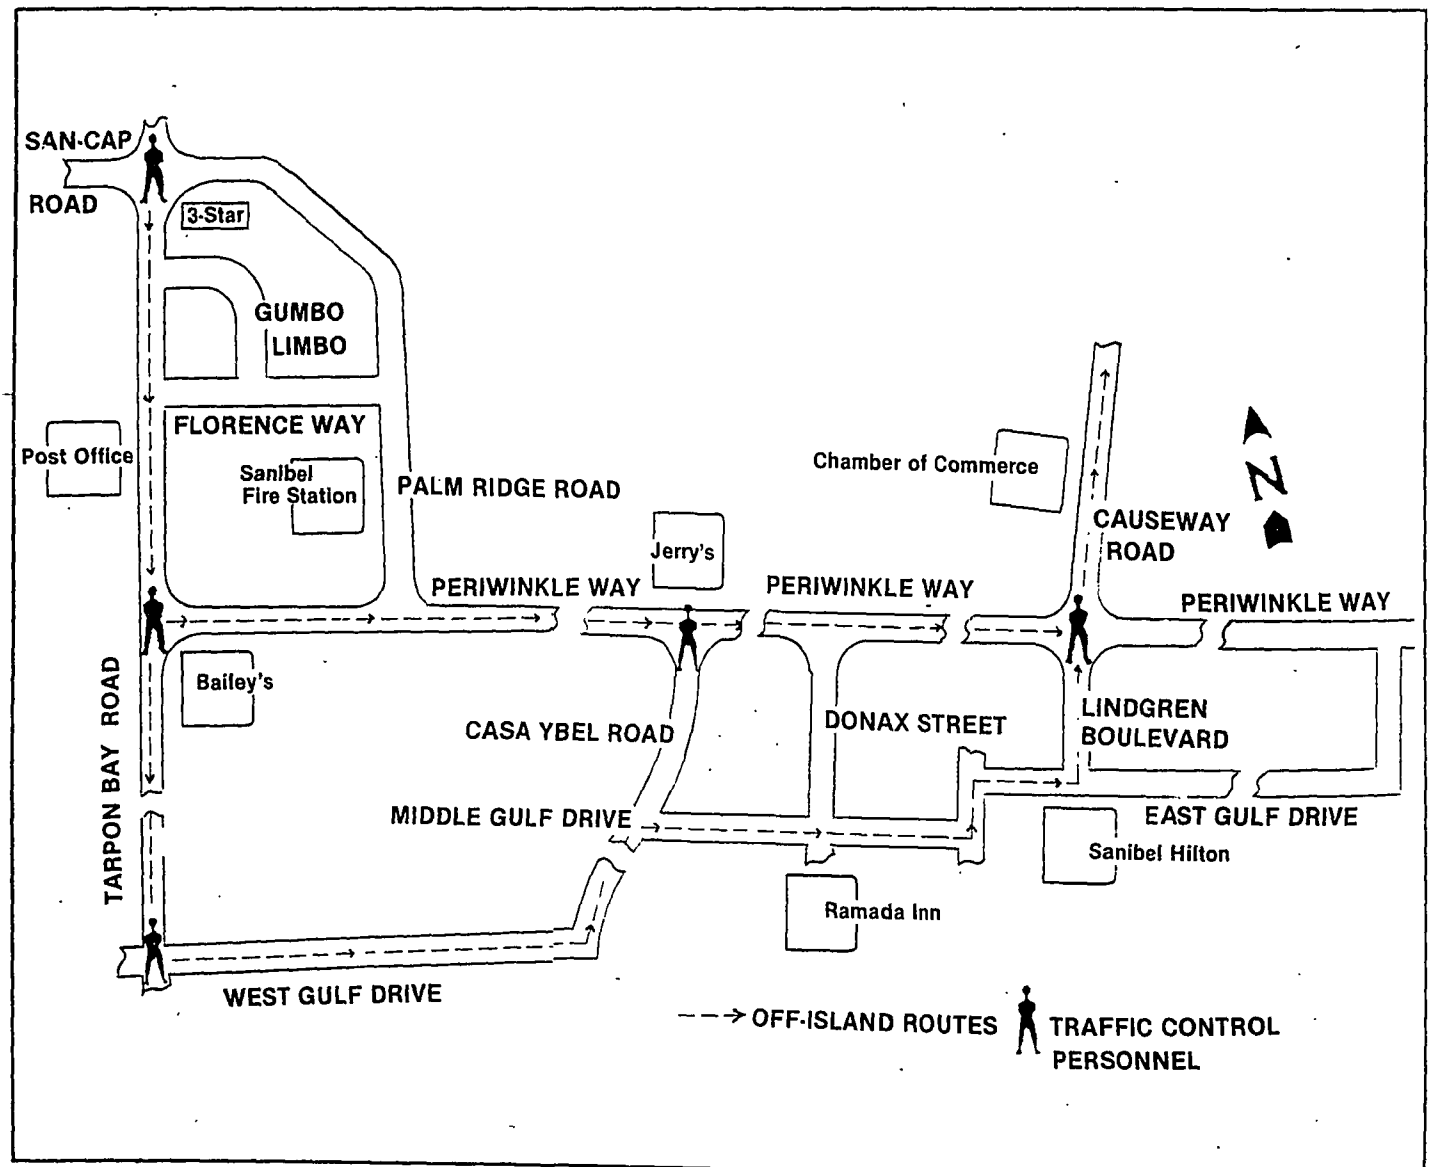 SAN-CAP
ROAD
3-Star
GUMBO
LIMBO
FLORENCE WAY
Post Office
Sanibel
Fire Station
PALM RIDGE ROAD
Chamber of Commerce
N
CAUSEWAY
ROAD
Jerry's
PERIWINKLE WAY
PERIWINKLE WAY
PERIWINKLE WAY
Bailey's
TARPON BAY ROAD
CASA YBEL ROAD
DONAX STREET
LINDGREN
BOULEVARD
MIDDLE GULF DRIVE
EAST GULF DRIVE
Sanibel Hilton
Ramada Inn
WEST GULF DRIVE
OFF-ISLAND ROUTES
TRAFFIC CONTROL
PERSONNEL